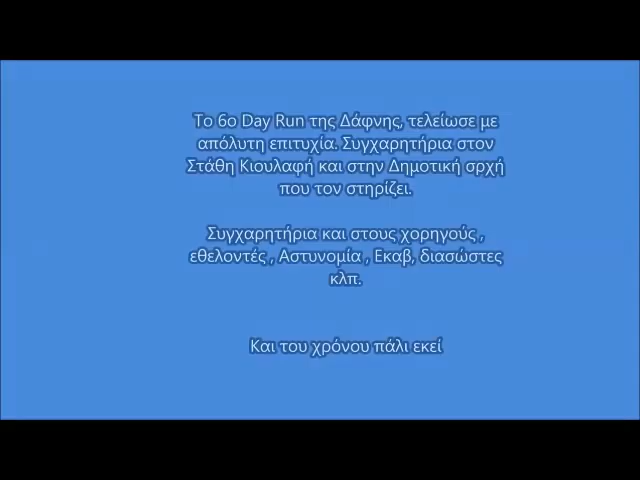 Το 6ο Day Run της Δάφνης, τελείωσε με
απόλυτη επιτυχία. Συγχαρητήρια στον
Στάθη Κιουλαφή και στην Δημοτική σρχή
που τον στηρίζει.
Συγχαρητήρια και στους χορηγούς ,
εθελοντές , Αστυνομία , Εκαβ, διασώστες
κλπ.
Και του χρόνου πάλι εκεί